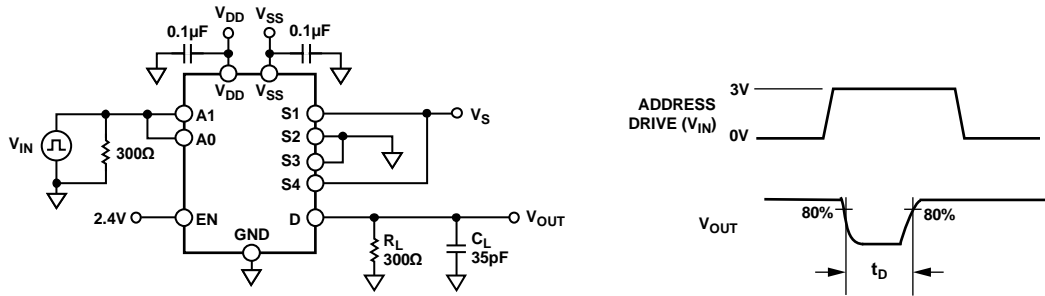 VDD
VSS
0.1µF
0.1µF
VDD
VSS
A1
S1
VS
A0
S2
VIN
300Ω
S3
S4
2.4V
EN
D
VOUT
GND
RL
300Ω
CL
35pF
3V
ADDRESS
DRIVE (VIN)
0V
80%
80%
VOUT
tD